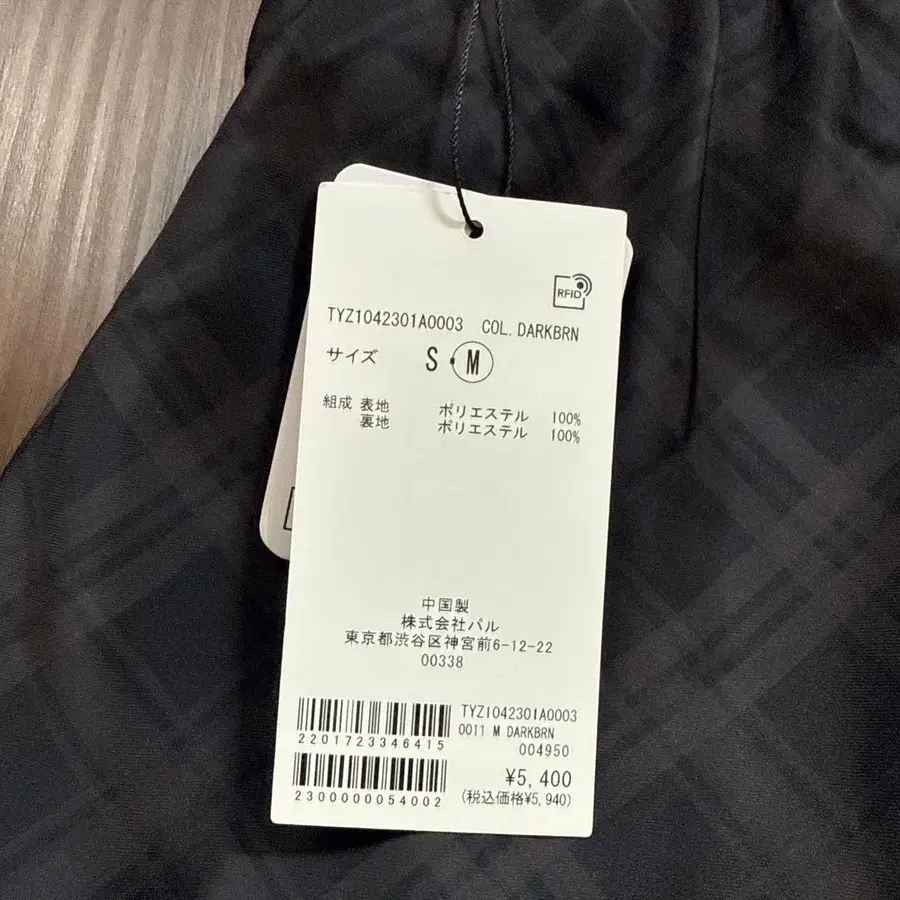 RFID
TYZ1042301A0003 COL. DARKBRN
サイズ S・M
組成 表地 ポリエステル 100%
裏地 ポリエステル 100%
中国製
株式会社パル
東京都渋谷区神宮前6-12-22
00338
TYZ1042301A0003
0011 M DARKBRN
2201723346415
004950
¥5,400
2300000054002
(税込価格¥5,940)